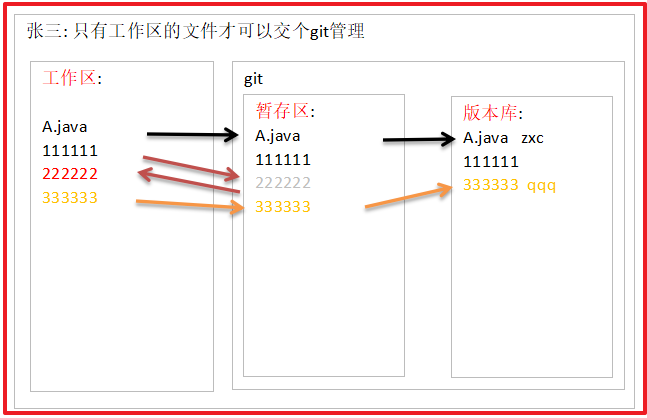 张三: 只有工作区的文件才可以交个git管理
工作区:
A.java
111111
222222
333333
git
暂存区:
A.java
111111
222222
333333
版本库:
A.java zxc
111111
333333 qqq